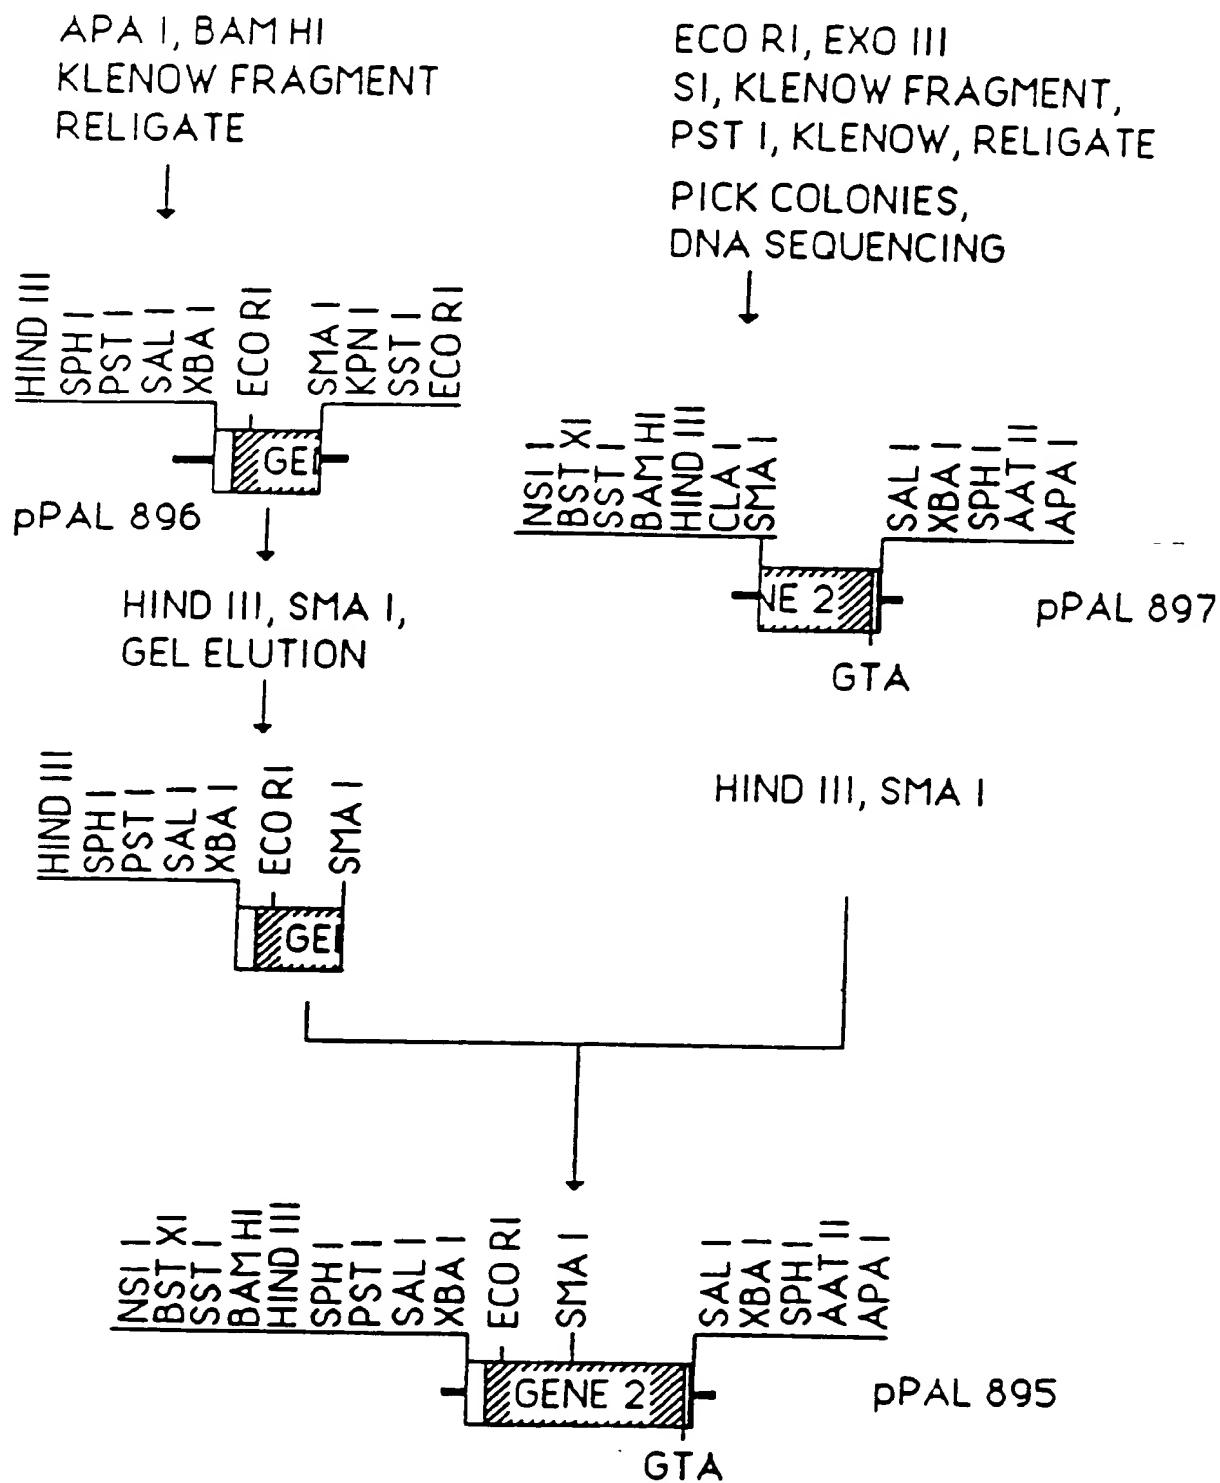 APA I, BAM HI
KLENOW FRAGMENT
RELIGATE
ECO RI, EXO III
SI, KLENOW FRAGMENT,
PST I, KLENOW, RELIGATE
PICK COLONIES,
DNA SEQUENCING
HIND III
SPH I
PST I
SAL I
XBA I
ECO RI
SMA I
KPN I
SST I
ECO RI
GE
pPAL 896
NSI I
BST XI
SST I
BAM HI
HIND III
CLA I
SMA I
SAL I
XBA I
SPH I
AAT II
APA I
NE 2
pPAL 897
GTA
HIND III, SMA I,
GEL ELUTION
HIND III
SPH I
PST I
SAL I
XBA I
ECO RI
SMA I
GE
HIND III, SMA I
NSI I
BST XI
SST I
BAM HI
HIND III
SPH I
PST I
SAL I
XBA I
ECO RI
SMA I
SAL I
XBA I
SPH I
AAT II
APA I
GENE 2
pPAL 895
GTA